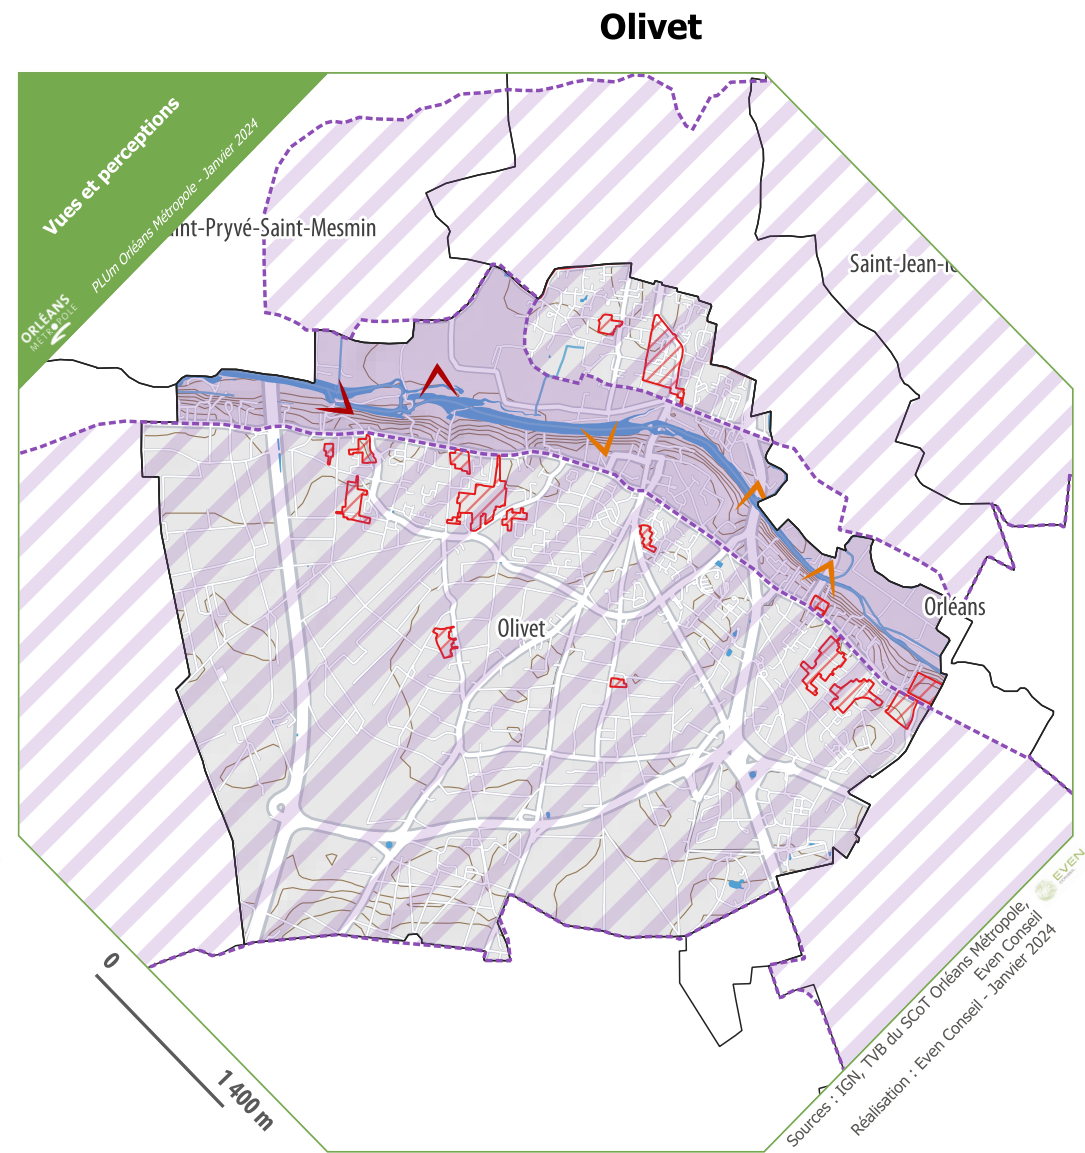 Olivet
Vues et perceptions
PLUm Orléans Métropole - Janvier 2024
ORLÉANS
MÉTROPOLE
int-Pryvé-Saint-Mesmin
Saint-Jean-le
Orléans
Olivet
0
1 400 m
EVEN
Sources : IGN, TVB du SCoT Orléans Métropole,
Even Conseil
Réalisation : Even Conseil - Janvier 2024